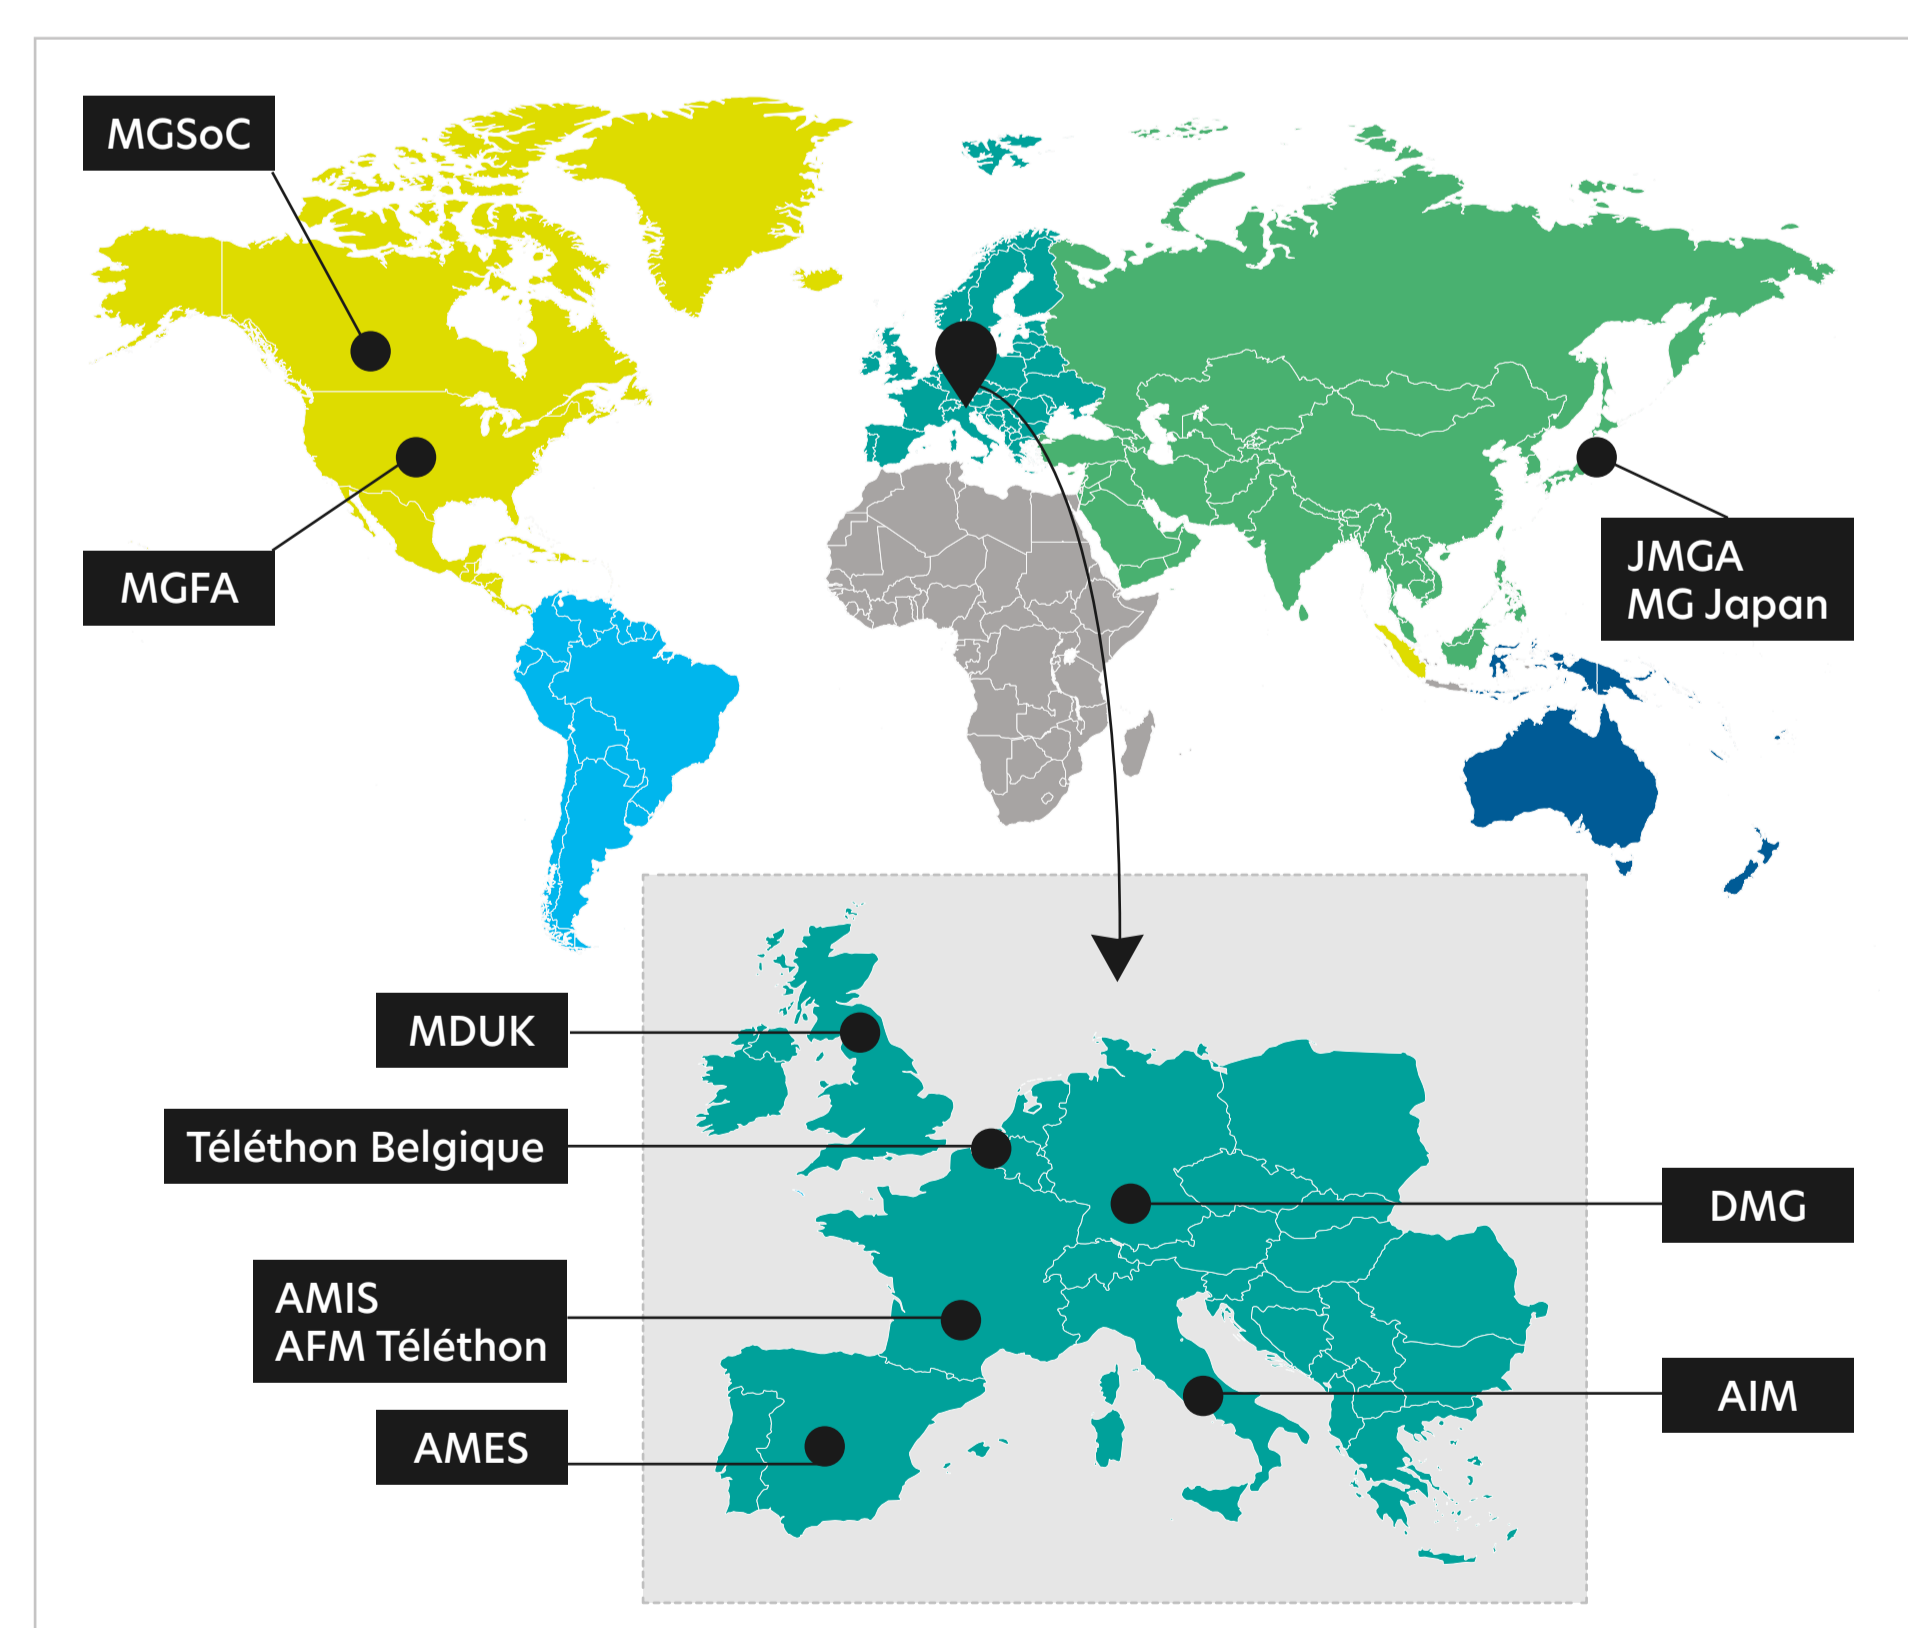 MGSoC
MGFA
JMGA
MG Japan
MDUK
Téléthon Belgique
DMG
AMIS
AFM Téléthon
AIM
AMES